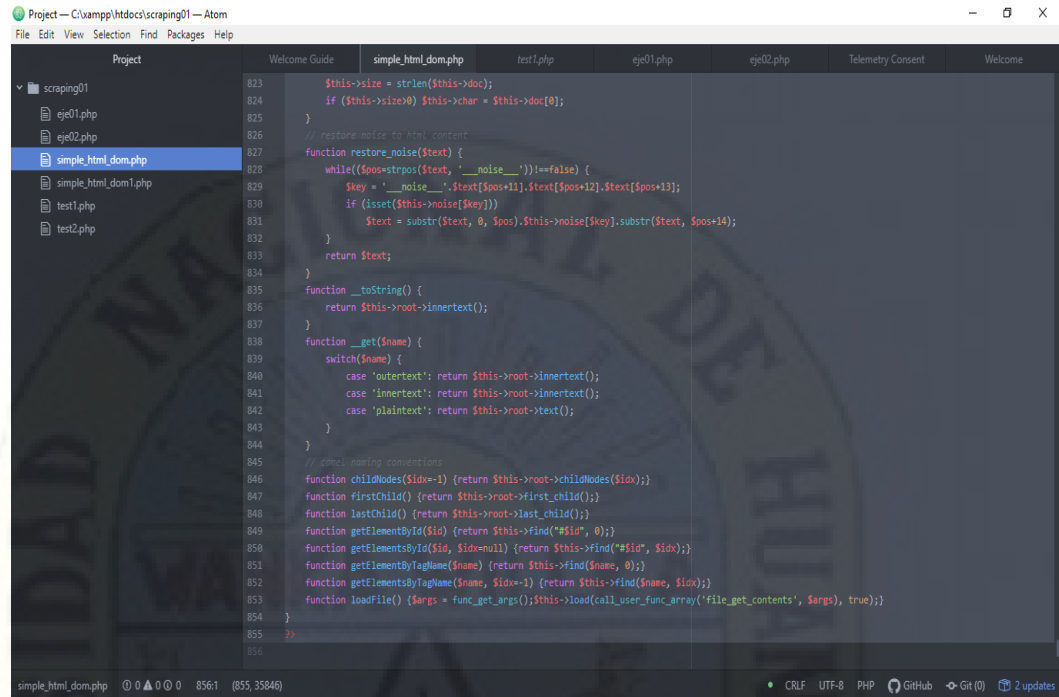 Project — C:\xampp\htdocs\scraping01 — Atom
File Edit View Selection Find Packages Help
Project
Welcome Guide simple_html_dom.php test1.php eje01.php eje02.php Telemetry Consent Welcome
scraping01
eje01.php
eje02.php
simple_html_dom.php
simple_html_dom1.php
test1.php
test2.php
823 $this->size = strlen($this->doc);
824 if ($this->size>0) $this->char = $this->doc[0];
825 }
826 // restore noise to html content
827 function restore_noise($text) {
828 while(($pos=strpos($text, '___noise___'))!==false) {
829 $key = '___noise___'.$text[$pos+11].$text[$pos+12].$text[$pos+13];
830 if (isset($this->noise[$key]))
831 $text = substr($text, 0, $pos).$this->noise[$key].substr($text, $pos+14);
832 }
833 return $text;
834 }
835 function __toString() {
836 return $this->root->innertext();
837 }
838 function __get($name) {
839 switch($name) {
840 case 'outertext': return $this->root->innertext();
841 case 'innertext': return $this->root->innertext();
842 case 'plaintext': return $this->root->text();
843 }
844 }
845 // camel naming conventions
846 function childNodes($idx=-1) {return $this->root->childNodes($idx);}
847 function firstChild() {return $this->root->first_child();}
848 function lastChild() {return $this->root->last_child();}
849 function getElementById($id) {return $this->find("#$id", 0);}
850 function getElementsById($id, $idx=null) {return $this->find("#$id", $idx);}
851 function getElementByTagName($name) {return $this->find($name, 0);}
852 function getElementsByTagName($name, $idx=-1) {return $this->find($name, $idx);}
853 function loadFile() {$args = func_get_args();$this->load(call_user_func_array('file_get_contents', $args), true);}
854 }
855 ?>
856
simple_html_dom.php 0 0 0 856:1 (855, 35846) CRLF UTF-8 PHP GitHub Git (0) 2 updates
IDAD NACIONAL DE HU